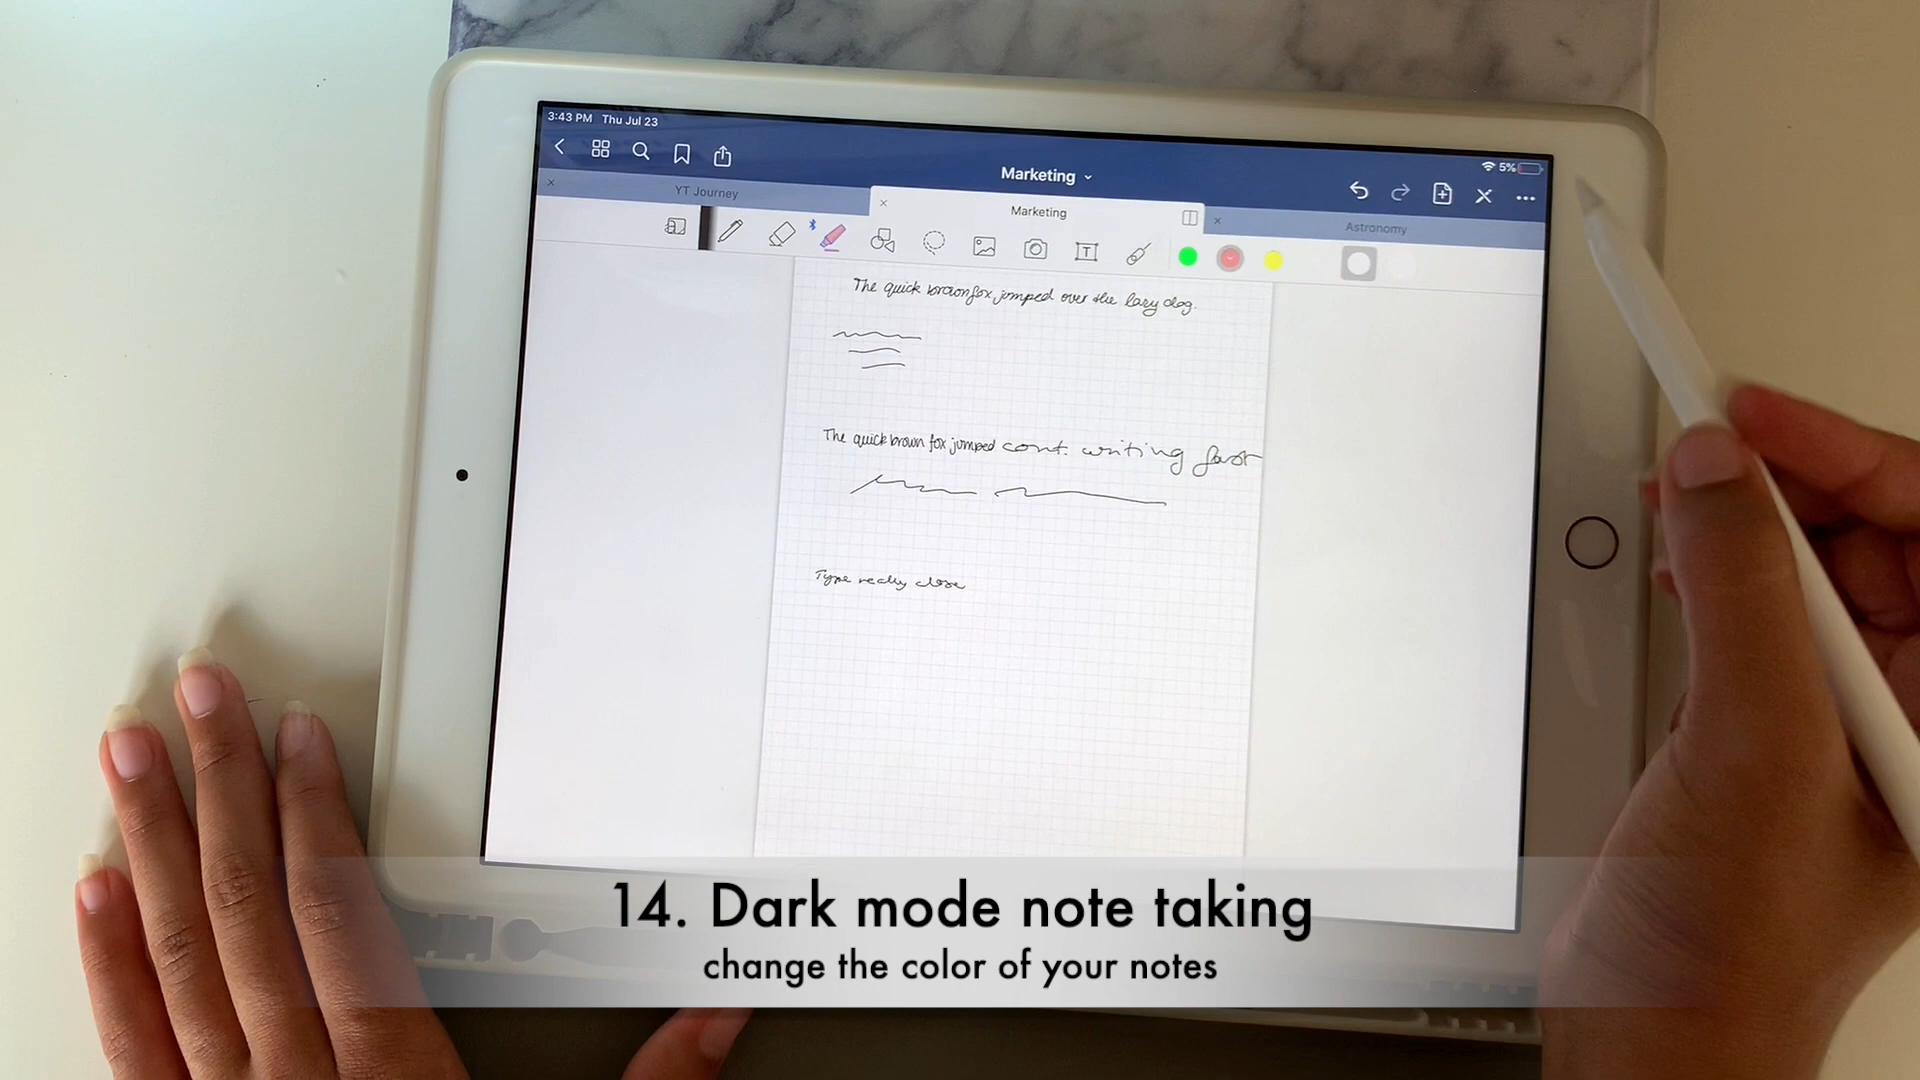 3:43 PM Thu Jul 23
5%
Marketing
YT Journey
Marketing
Astronomy
T
The quick brown fox jumped over the lazy dog.
The quick brown fox jumped cont. writing fast
Type really close
14. Dark mode note taking
change the color of your notes